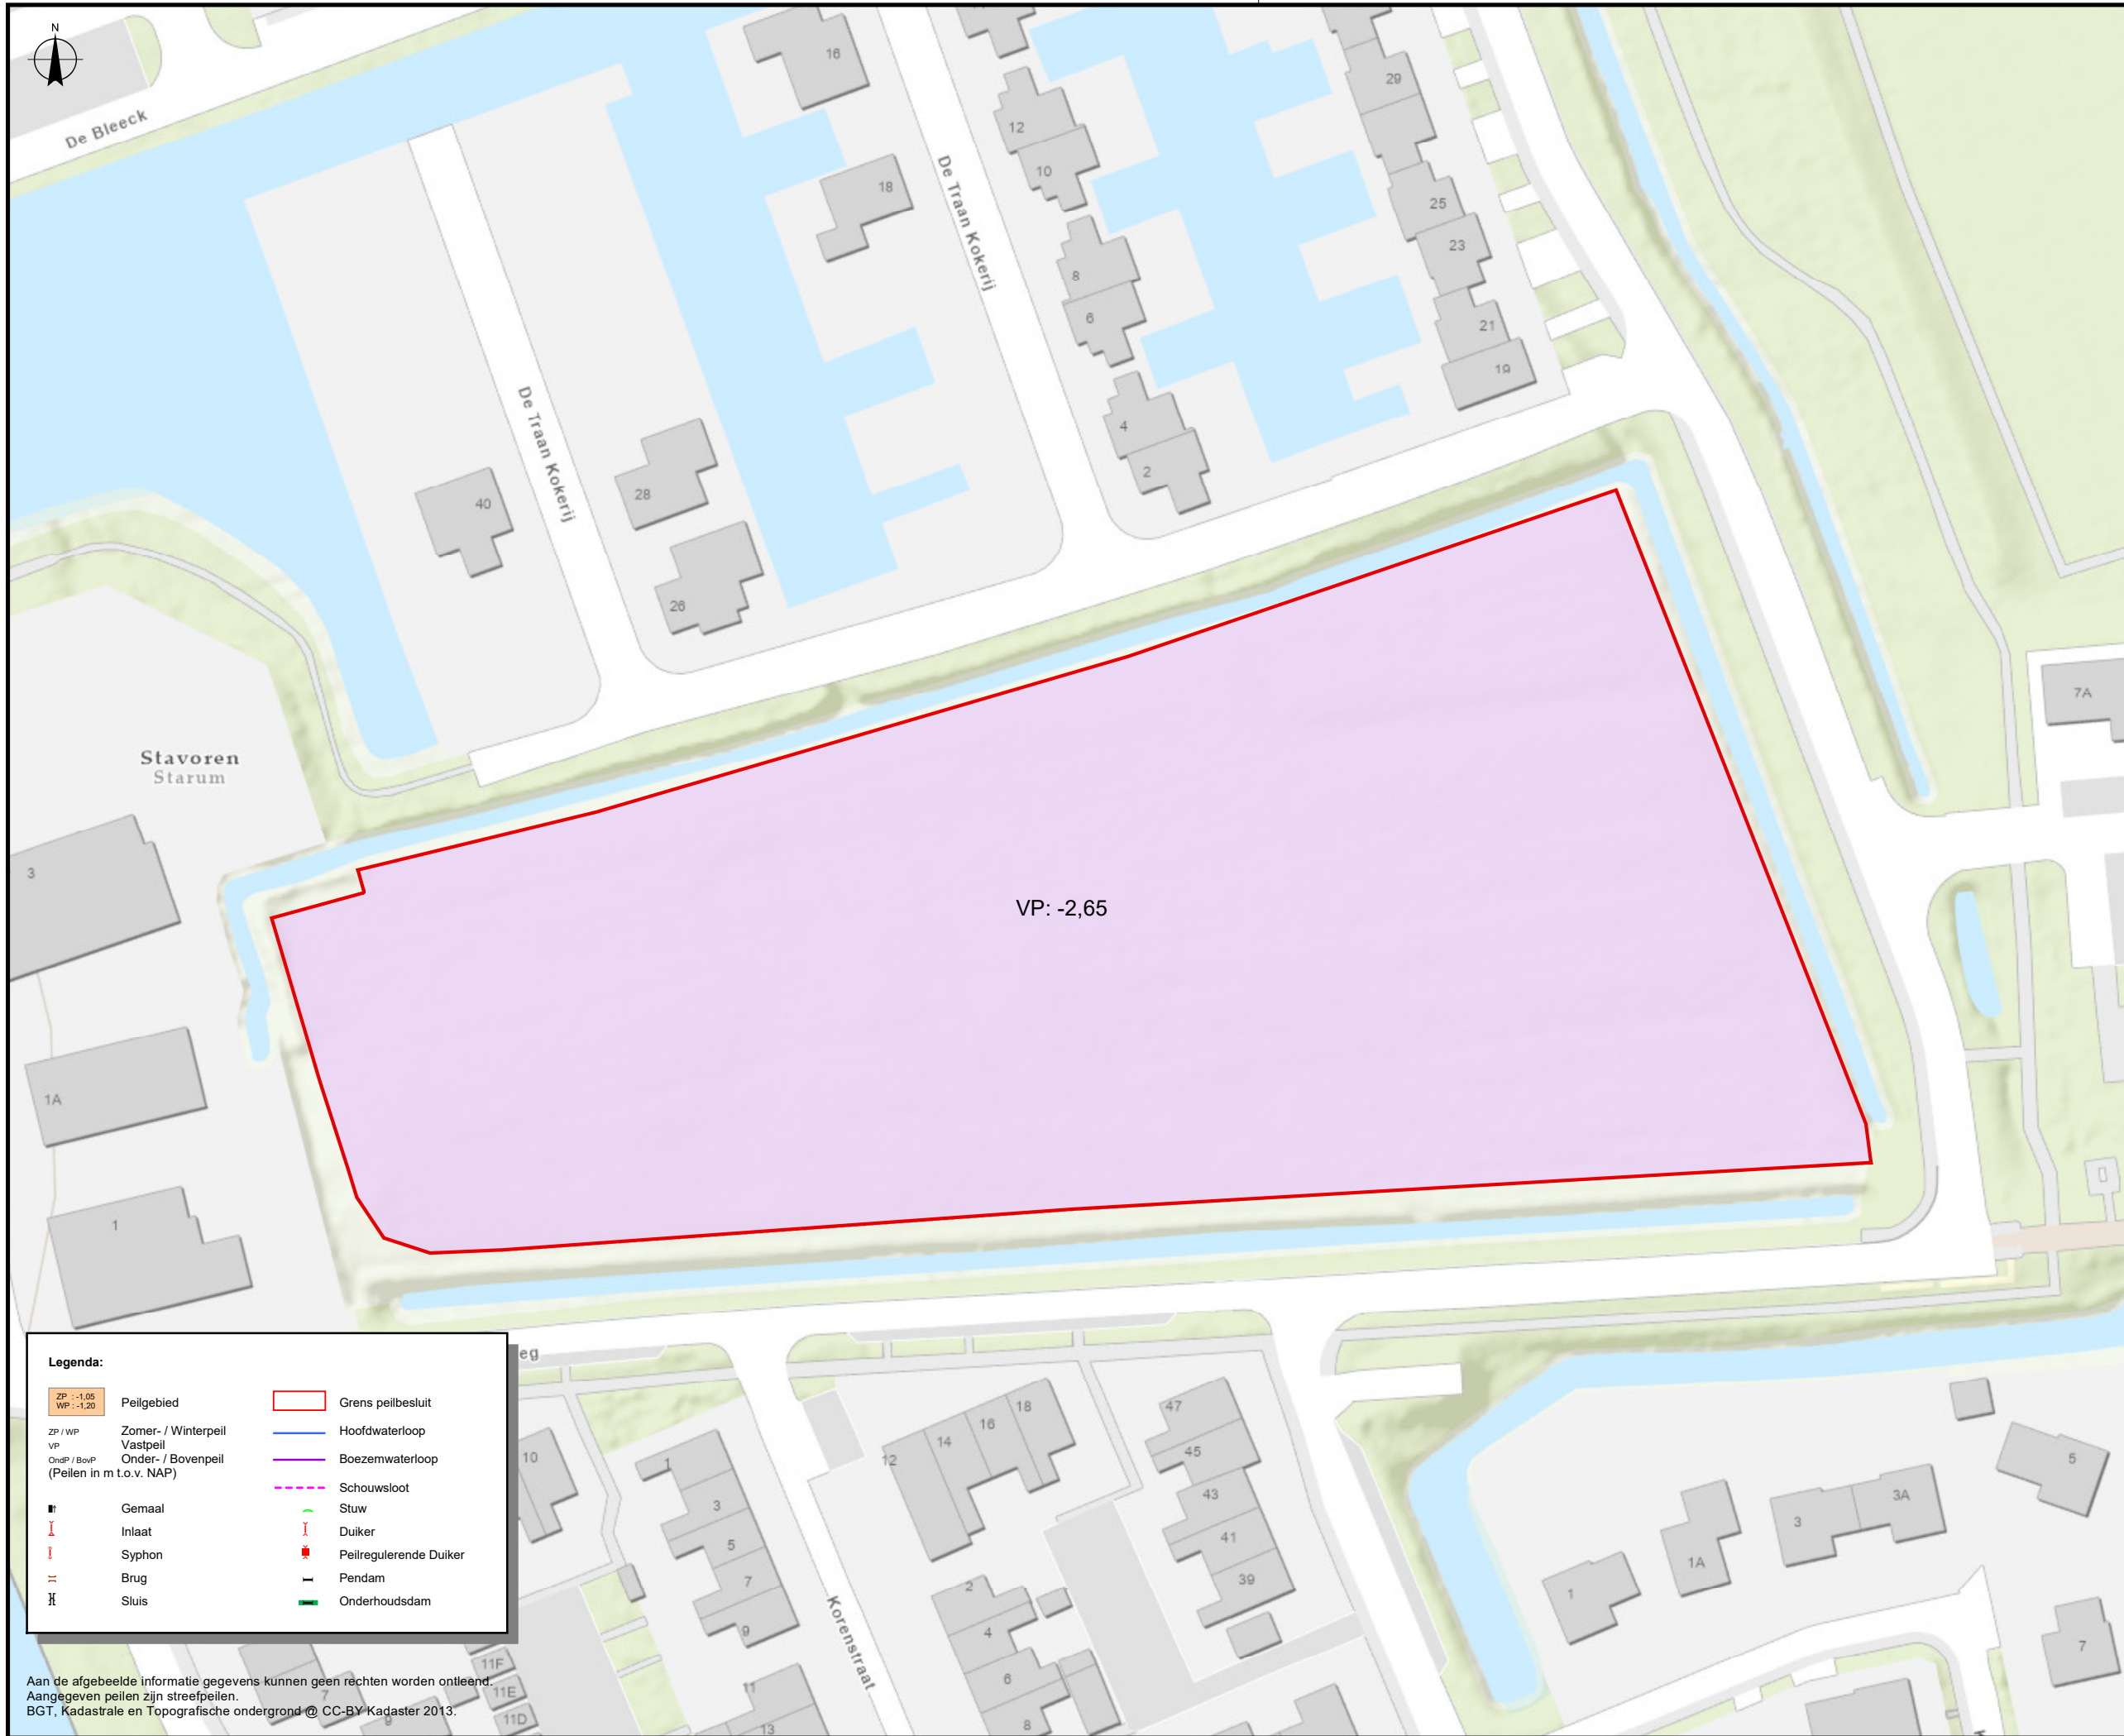 N
De Bleeck
16
18
De Traan Kokerij
12
10
8
6
4
2
29
25
23
21
19
De Traan Kokerij
40
28
26
7A
Stavoren
Starum
3
1A
1
VP: -2,65
eg
Legenda:
ZP : -1,05
WP : -1,20
Peilgebied
Grens peilbesluit
ZP / WP Zomer- / Winterpeil
Hoofdwaterloop
VP Vastpeil
OndP / BovP Onder- / Bovenpeil
Boezemwaterloop
(Peilen in m t.o.v. NAP)
Schouwsloot
Gemaal
Stuw
Inlaat
Duiker
Syphon
Peilregulerende Duiker
Brug
Pendam
Sluis
Onderhoudsdam
10
1
3
5
7
9
11
13
12
14
16
18
47
45
43
41
39
2
4
6
8
Korenstraat
1
1A
3
3A
5
7
11F
11E
11D
7
9
Aan de afgebeelde informatie gegevens kunnen geen rechten worden ontleend.
Aangegeven peilen zijn streefpeilen.
BGT, Kadastrale en Topografische ondergrond @ CC-BY Kadaster 2013.